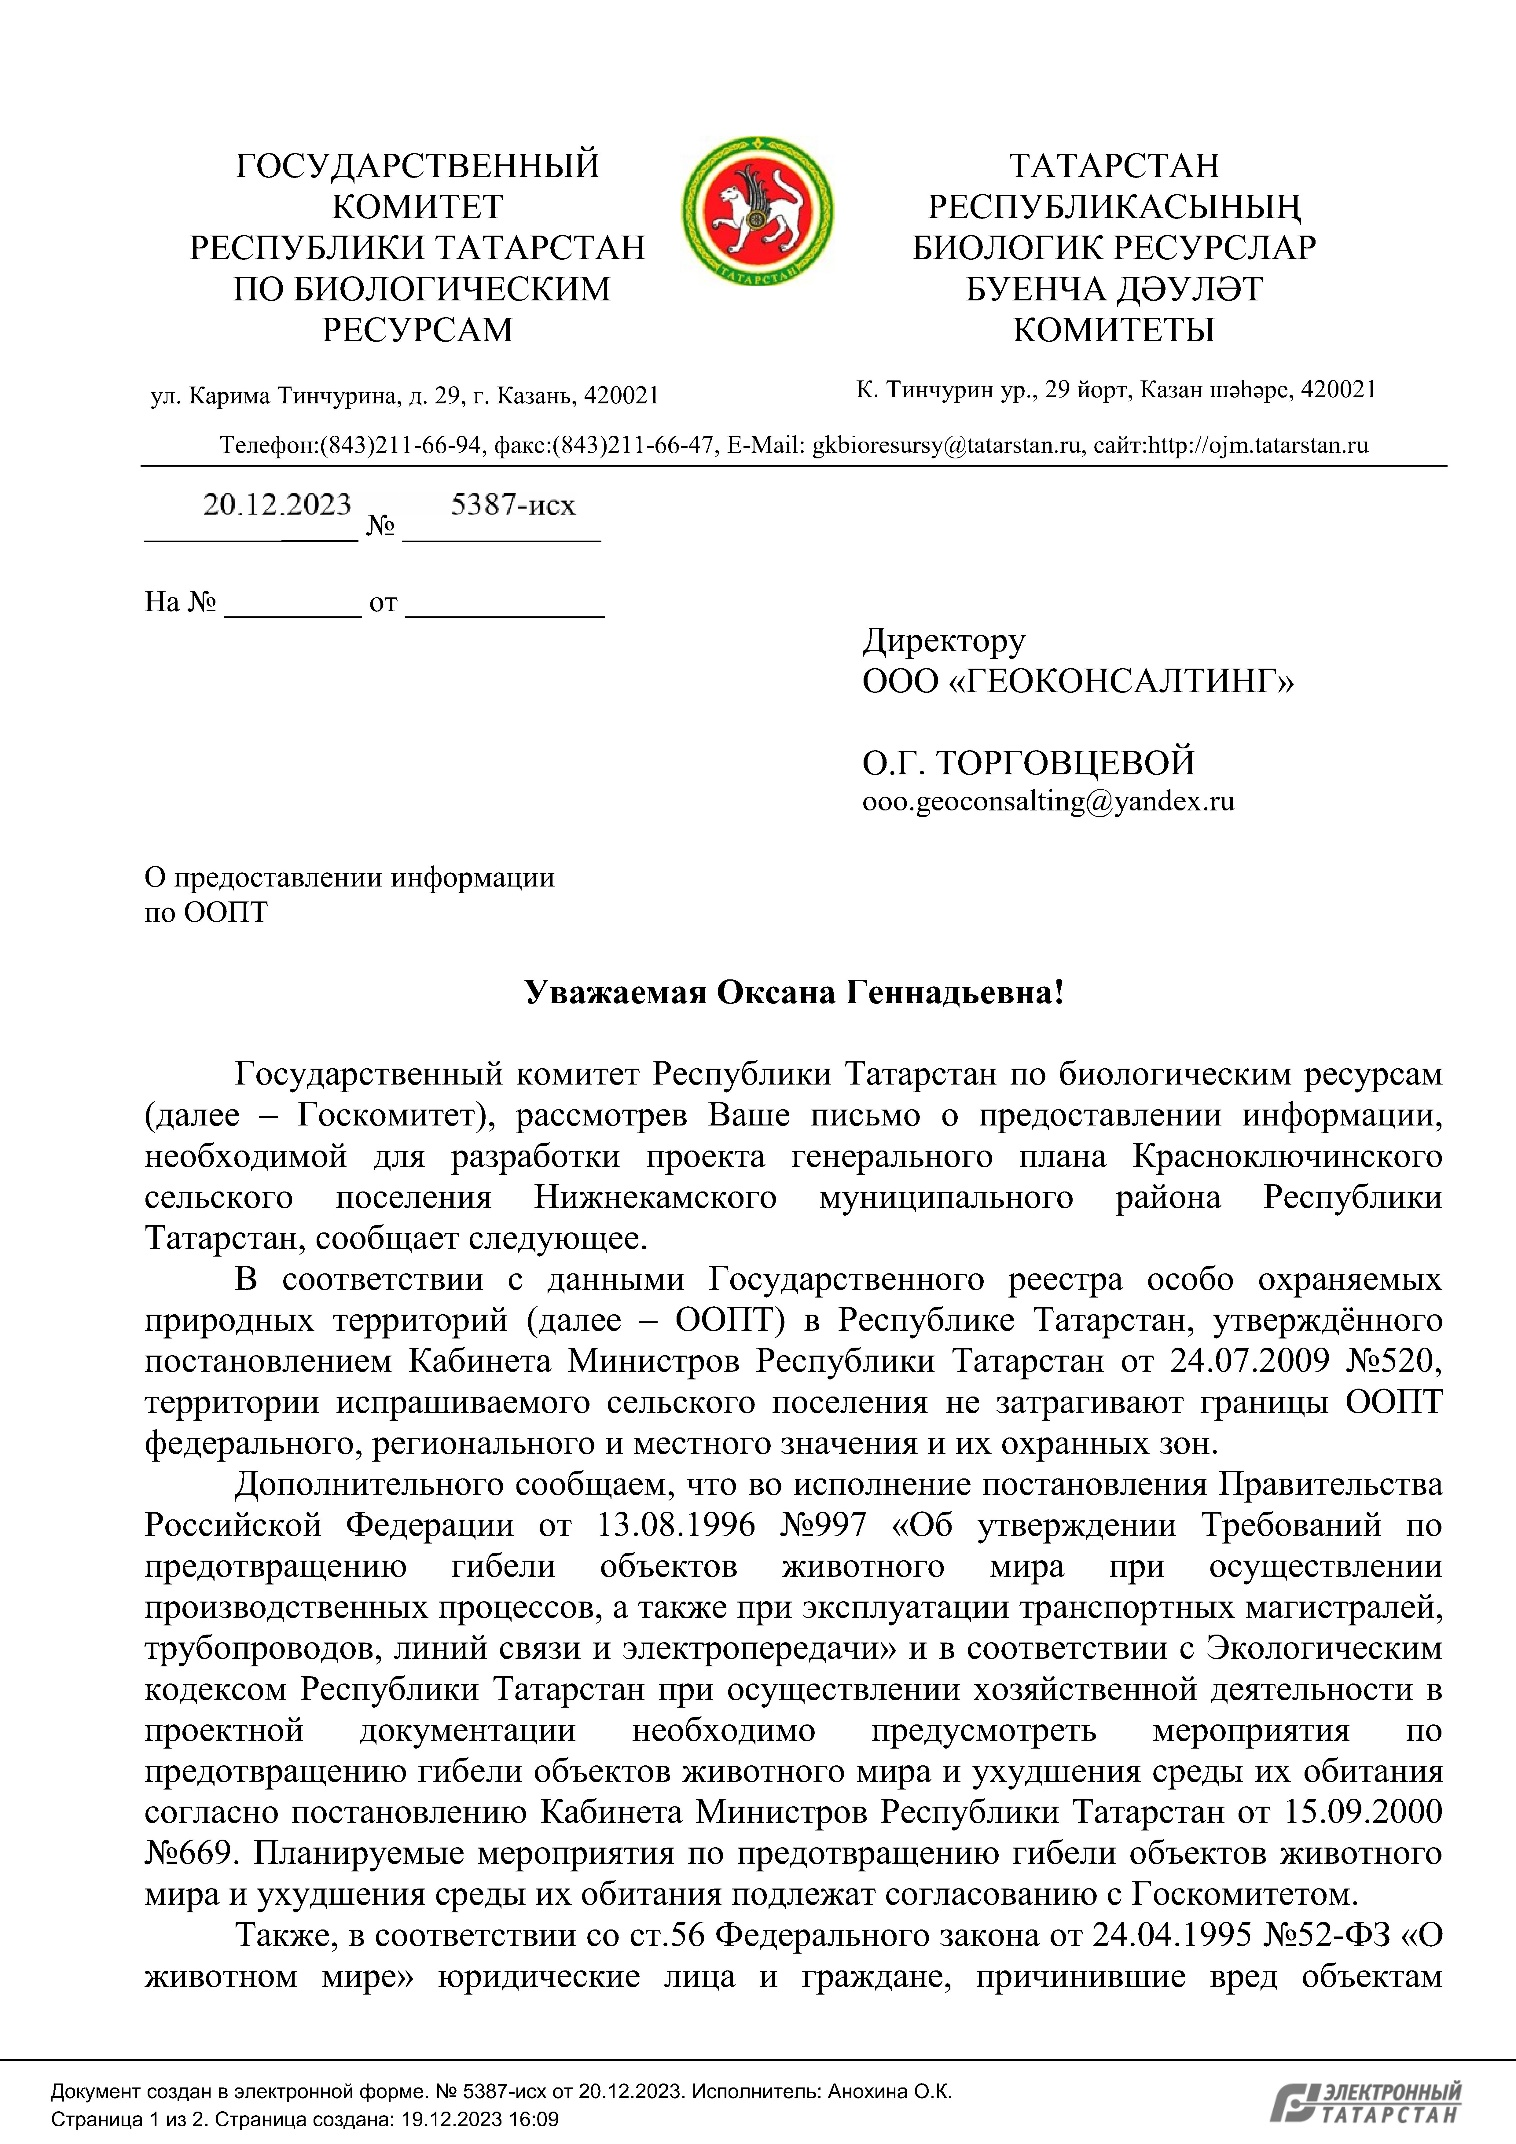 ГОСУДАРСТВЕННЫЙ
КОМИТЕТ
РЕСПУБЛИКИ ТАТАРСТАН
ПО БИОЛОГИЧЕСКИМ
РЕСУРСАМ
ТАТАРСТАН
ТАТАРСТАН
РЕСПУБЛИКАСЫНЫҢ
БИОЛОГИК РЕСУРСЛАР
БУЕНЧА ДӘҮЛӘТ
КОМИТЕТЫ
ул. Карима Тинчурина, д. 29, г. Казань, 420021
К. Тинчурин ур., 29 йорт, Казан шәһәре, 420021
Телефон:(843)211-66-94, факс:(843)211-66-47, E-Mail: gkbioresursy@tatarstan.ru, сайт:http://ojm.tatarstan.ru
20.12.2023 № 5387-исх
На № __________ от ______________
Директору
ООО «ГЕОКОНСАЛТИНГ»
О.Г. ТОРГОВЦЕВОЙ
ooo.geoconsalting@yandex.ru
О предоставлении информации
по ООПТ
Уважаемая Оксана Геннадьевна!
Государственный комитет Республики Татарстан по биологическим ресурсам
(далее – Госкомитет), рассмотрев Ваше письмо о предоставлении информации,
необходимой для разработки проекта генерального плана Красноключинского
сельского поселения Нижнекамского муниципального района Республики
Татарстан, сообщает следующее.
В соответствии с данными Государственного реестра особо охраняемых
природных территорий (далее – ООПТ) в Республике Татарстан, утверждённого
постановлением Кабинета Министров Республики Татарстан от 24.07.2009 №520,
территории испрашиваемого сельского поселения не затрагивают границы ООПТ
федерального, регионального и местного значения и их охранных зон.
Дополнительного сообщаем, что во исполнение постановления Правительства
Российской Федерации от 13.08.1996 №997 «Об утверждении Требований по
предотвращению гибели объектов животного мира при осуществлении
производственных процессов, а также при эксплуатации транспортных магистралей,
трубопроводов, линий связи и электропередачи» и в соответствии с Экологическим
кодексом Республики Татарстан при осуществлении хозяйственной деятельности в
проектной документации необходимо предусмотреть мероприятия по
предотвращению гибели объектов животного мира и ухудшения среды их обитания
согласно постановлению Кабинета Министров Республики Татарстан от 15.09.2000
№669. Планируемые мероприятия по предотвращению гибели объектов животного
мира и ухудшения среды их обитания подлежат согласованию с Госкомитетом.
Также, в соответствии со ст.56 Федерального закона от 24.04.1995 №52-ФЗ «О
животном мире» юридические лица и граждане, причинившие вред объектам
Документ создан в электронной форме. № 5387-исх от 20.12.2023. Исполнитель: Анохина О.К.
Страница 1 из 2. Страница создана: 19.12.2023 16:09
ЭЛЕКТРОННЫЙ
ТАТАРСТАН